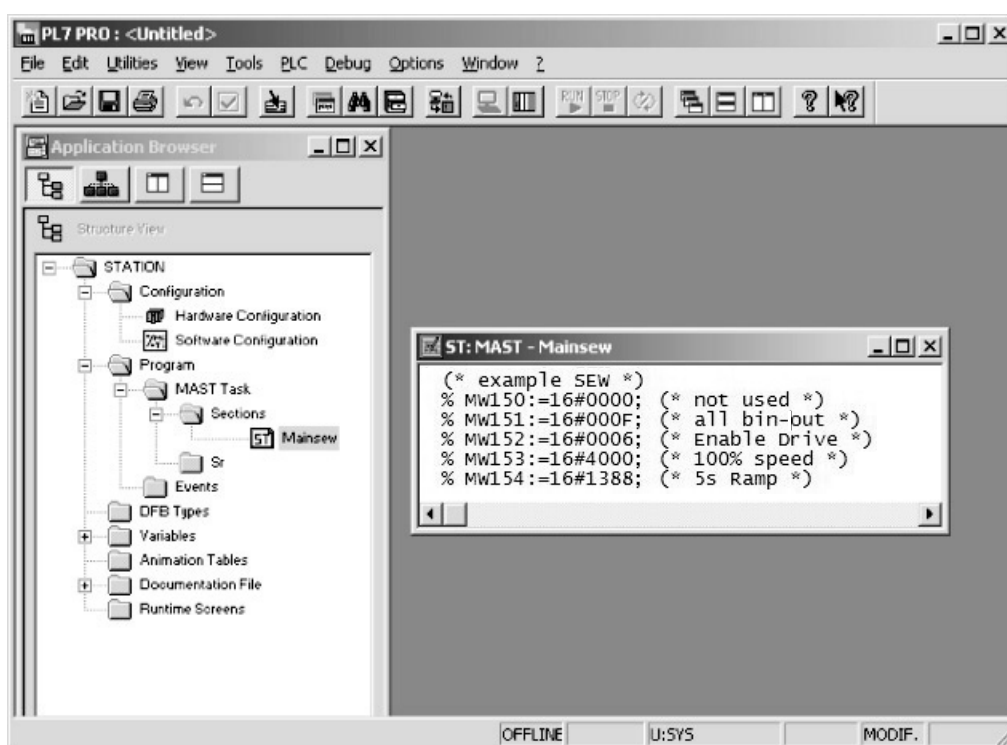 PL7 PRO : <Untitled>
File Edit Utilities View Tools PLC Debug Options Window ?
RUN STOP
Application Browser
Structure View
STATION
Configuration
Hardware Configuration
Software Configuration
Program
MAST Task
Sections
ST Mainsew
Sr
Events
DFB Types
Variables
Animation Tables
Documentation File
Runtime Screens
ST: MAST - Mainsew
(* example SEW *)
% MW150:=16#0000; (* not used *)
% MW151:=16#000F; (* all bin-out *)
% MW152:=16#0006; (* Enable Drive *)
% MW153:=16#4000; (* 100% speed *)
% MW154:=16#1388; (* 5s Ramp *)
OFFLINE U:SYS MODIF.